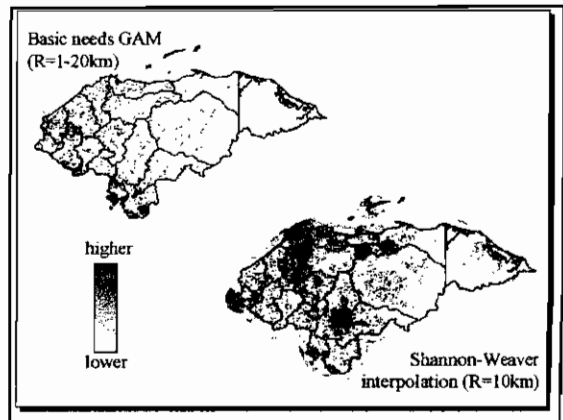 Basic needs GAM
(R=1-20km)
higher
lower
Shannon-Weaver
interpolation (R=10km)